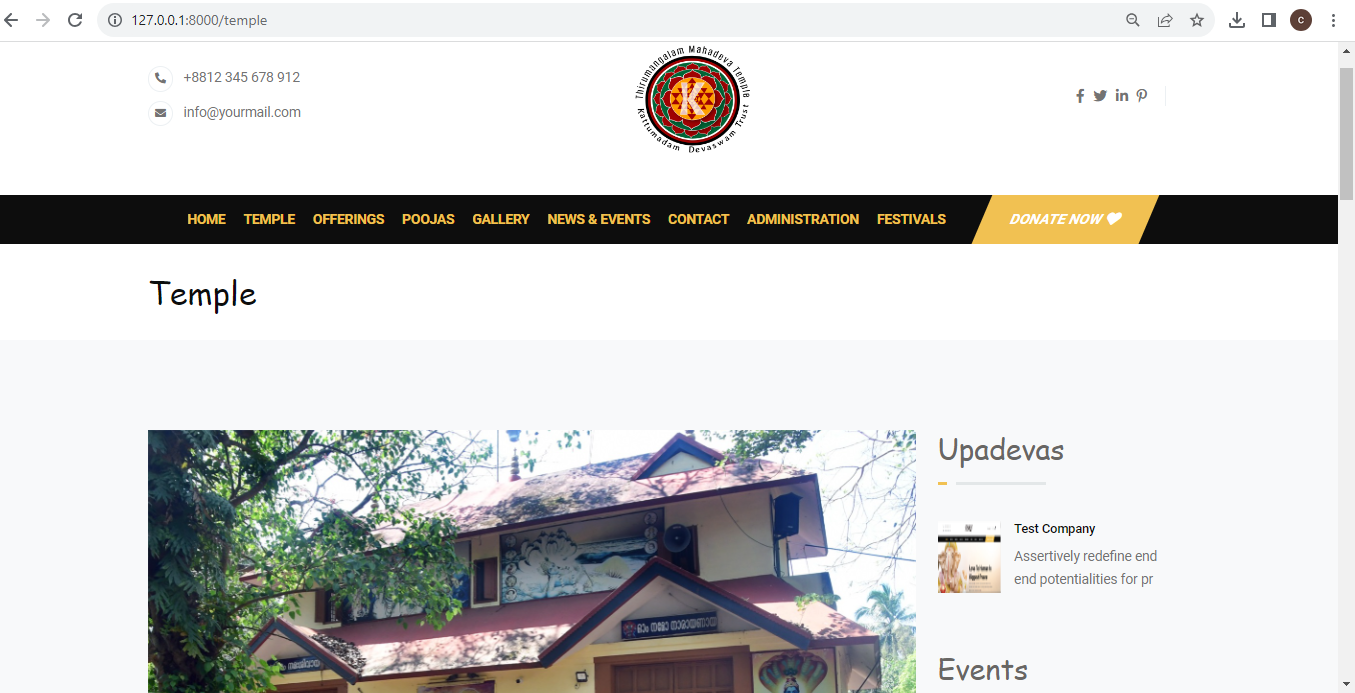 127.0.0.1:8000/temple
C
+8812 345 678 912
info@yourmail.com
Thirumangalam Mahadeva Temple
K
Kattumadam Devaswam Trust
HOME TEMPLE OFFERINGS POOJAS GALLERY NEWS & EVENTS CONTACT ADMINISTRATION FESTIVALS DONATE NOW
Temple
Upadevas
Test Company
Assertively redefine end
end potentialities for pr
ഓം നമോ നാരായണായ
Events